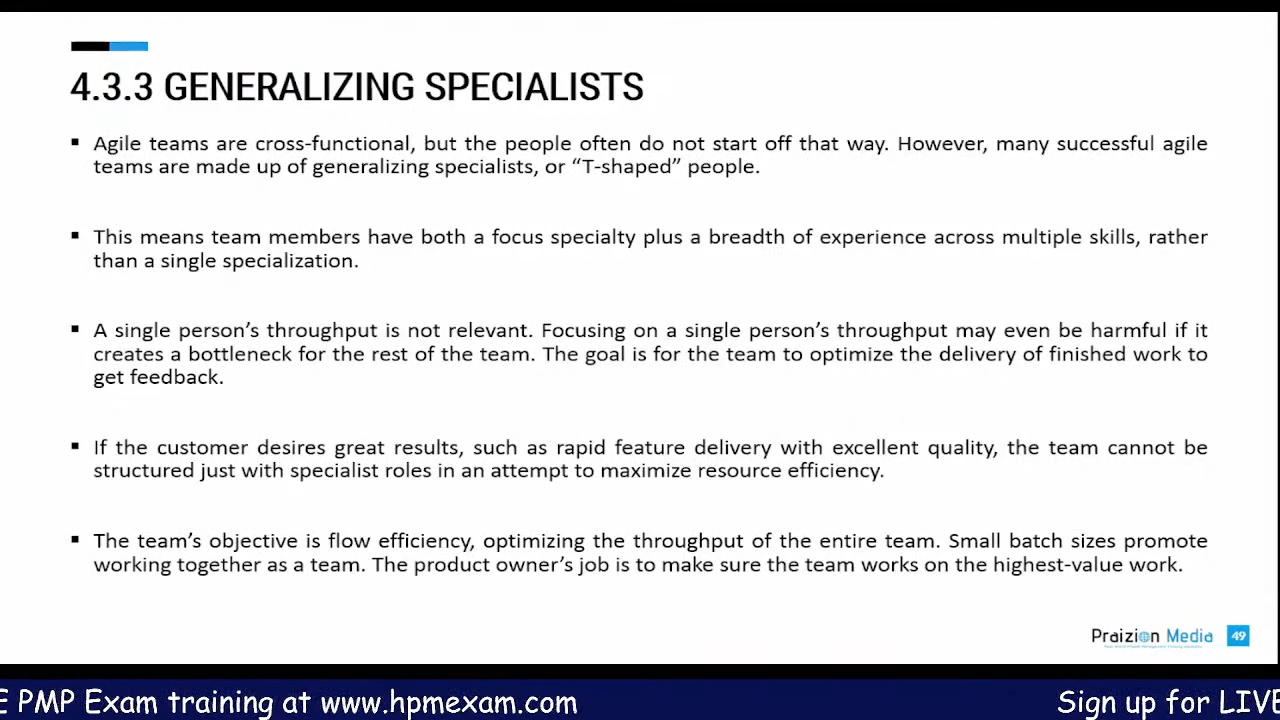 4.3.3 GENERALIZING SPECIALISTS
▪ Agile teams are cross-functional, but the people often do not start off that way. However, many successful agile
teams are made up of generalizing specialists, or “T-shaped” people.
▪ This means team members have both a focus specialty plus a breadth of experience across multiple skills, rather
than a single specialization.
▪ A single person’s throughput is not relevant. Focusing on a single person’s throughput may even be harmful if it
creates a bottleneck for the rest of the team. The goal is for the team to optimize the delivery of finished work to
get feedback.
▪ If the customer desires great results, such as rapid feature delivery with excellent quality, the team cannot be
structured just with specialist roles in an attempt to maximize resource efficiency.
▪ The team’s objective is flow efficiency, optimizing the throughput of the entire team. Small batch sizes promote
working together as a team. The product owner’s job is to make sure the team works on the highest-value work.
Praizion Media 49
E PMP Exam training at www.hpmexam.com Sign up for LIVE